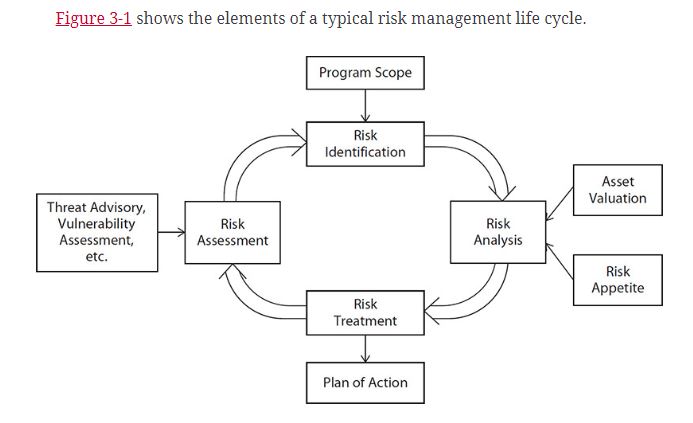 Figure 3-1 shows the elements of a typical risk management life cycle.
Program Scope
Risk
Identification
Asset
Valuation
Threat Advisory,
Vulnerability
Assessment,
etc.
Risk
Assessment
Risk
Analysis
Risk
Appetite
Risk
Treatment
Plan of Action